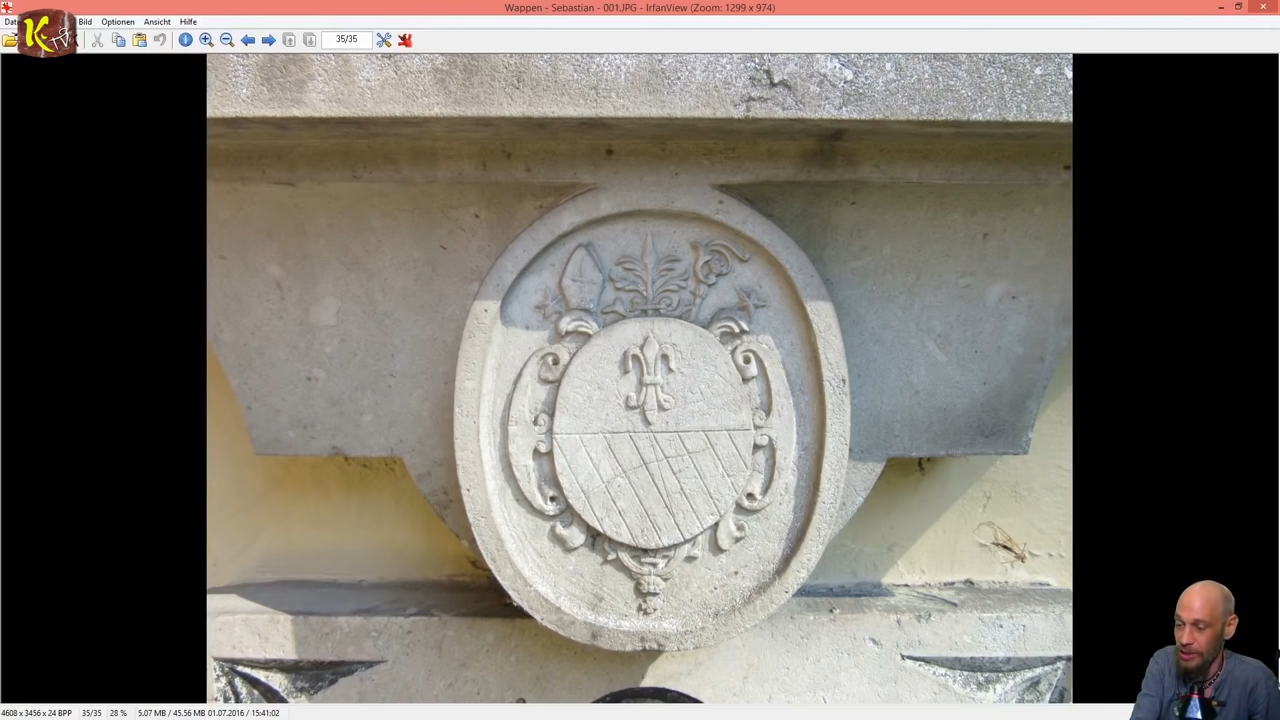 Wappen - Sebastian - 001.JPG - IrfanView (Zoom: 1299 x 974)
Bild Optionen Ansicht Hilfe
35/35
4608 x 3456 x 24 BPP 35/35 28 % 5.07 MB / 45.56 MB 01.07.2016 / 15:41:02